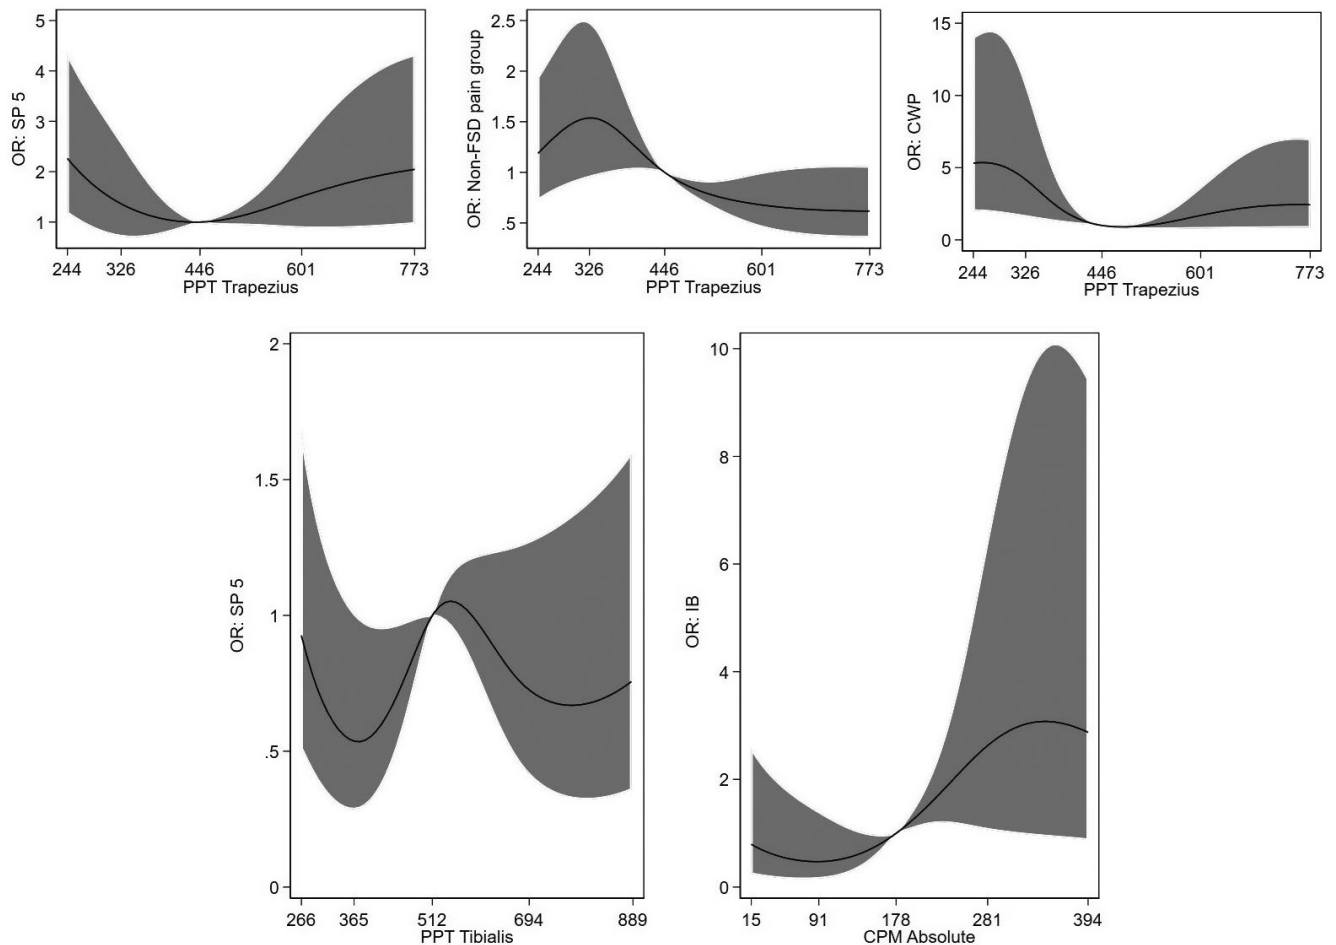 OR: SP 5
5
4
3
2
1
244 326 446 601 773
PPT Trapezius
OR: Non-FSD pain group
2.5
2
1.5
1
.5
244 326 446 601 773
PPT Trapezius
OR: CWP
15
10
5
0
244 326 446 601 773
PPT Trapezius
OR: SP 5
2
1.5
1
.5
0
266 365 512 694 889
PPT Tibialis
OR: IB
10
8
6
4
2
0
15 91 178 281 394
CPM Absolute